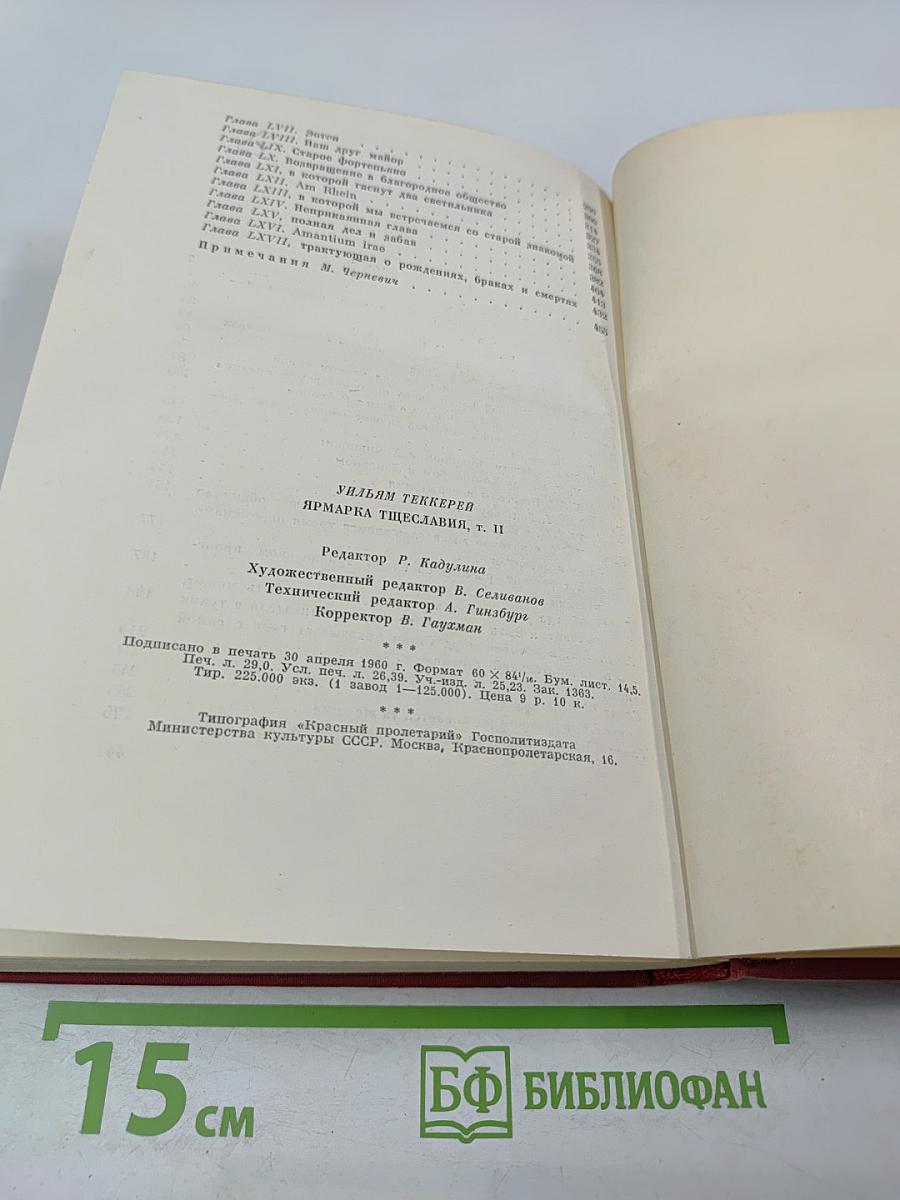 Глава LVII. Эотен
Глава LVIII. Наш друг майор
Глава LIX. Старое фортепьяно
Глава LX. Возвращение в благородное общество
Глава LXI, в которой гаснут два светильника
Глава LXII. Am Rhein
Глава LXIII, в которой мы встречаемся со старой знакомой
Глава LXIV. Неприкаянная глава
Глава LXV, полная дел и забав
Глава LXVI. Amantium irae
Глава LXVII, трактующая о рождениях, браках и смертях 432
Примечания М. Черневич 455
УИЛЬЯМ ТЕККЕРЕЙ
ЯРМАРКА ТЩЕСЛАВИЯ, т. II
Редактор Р. Кадулина
Художественный редактор В. Селиванов
Технический редактор А. Гинзбург
Корректор В. Гаухман
* * *
Подписано в печать 30 апреля 1960 г. Формат 60 × 84¹/₁₆. Бум. лист. 14,5.
Печ. л. 29,0. Усл. печ. л. 26,39. Уч.-изд. л. 25,23. Зак. 1363.
Тир. 225.000 экз. (1 завод 1—125.000). Цена 9 р. 10 к.
* * *
Типография «Красный пролетарий» Госполитиздата
Министерства культуры СССР. Москва, Краснопролетарская, 16.
15 см
БФ БИБЛИОФАН